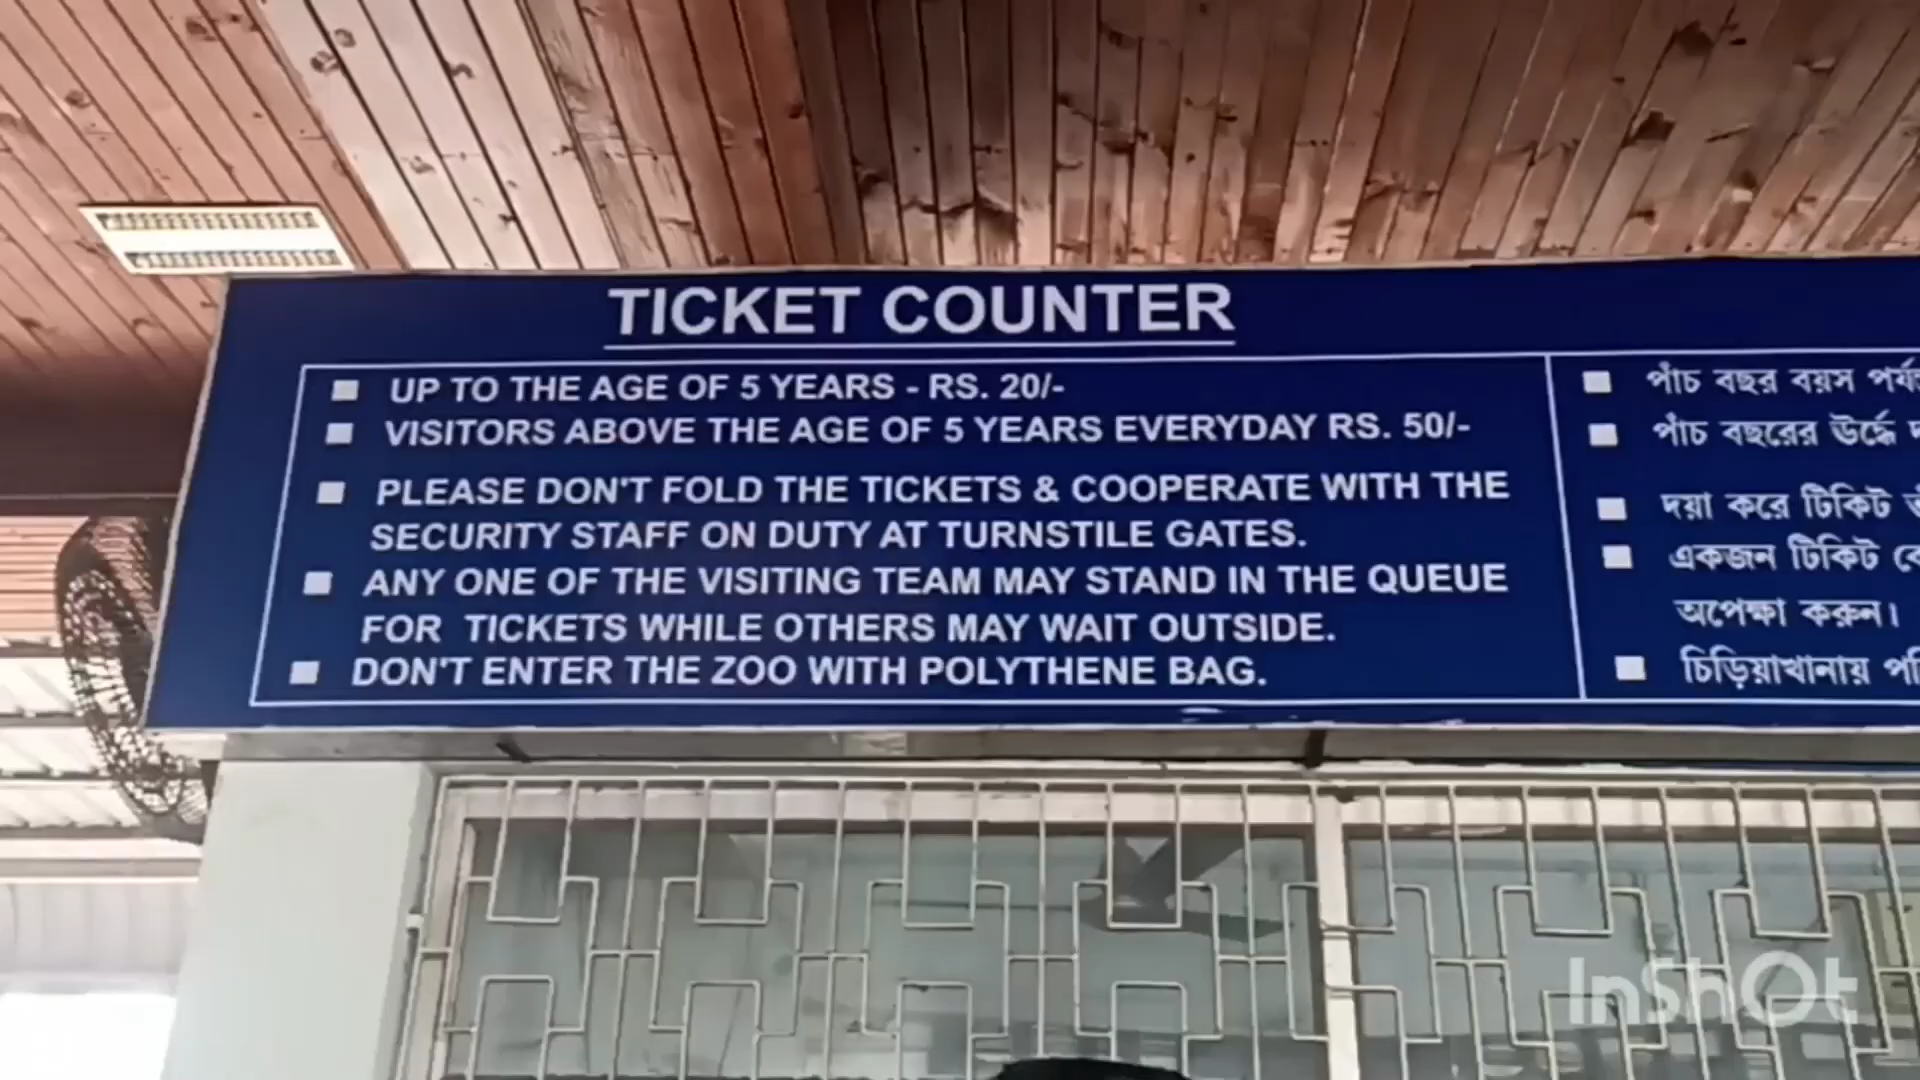 TICKET COUNTER
UP TO THE AGE OF 5 YEARS - RS. 20/-
VISITORS ABOVE THE AGE OF 5 YEARS EVERYDAY RS. 50/-
PLEASE DON'T FOLD THE TICKETS & COOPERATE WITH THE
SECURITY STAFF ON DUTY AT TURNSTILE GATES.
ANY ONE OF THE VISITING TEAM MAY STAND IN THE QUEUE
FOR TICKETS WHILE OTHERS MAY WAIT OUTSIDE.
DON'T ENTER THE ZOO WITH POLYTHENE BAG.
পাঁচ বছর বয়স
পাঁচ বছরের ঊর্দ্ধে
দয়া করে টিকিট
একজন টিকিট
অপেক্ষা করুন।
চিড়িয়াখানায়
InShOt